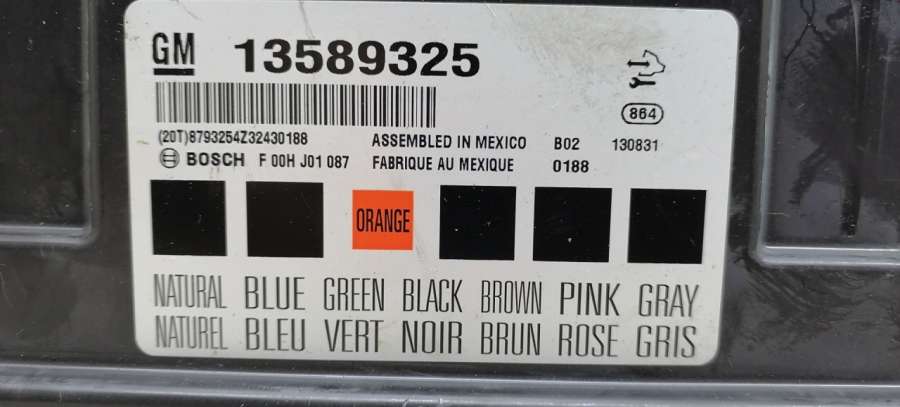 GM 13589325
864
(20T)8793254Z32430188 ASSEMBLED IN MEXICO B02 130831
BOSCH F 00H J01 087 FABRIQUE AU MEXIQUE 0188
ORANGE
NATURAL BLUE GREEN BLACK BROWN PINK GRAY
NATUREL BLEU VERT NOIR BRUN ROSE GRIS